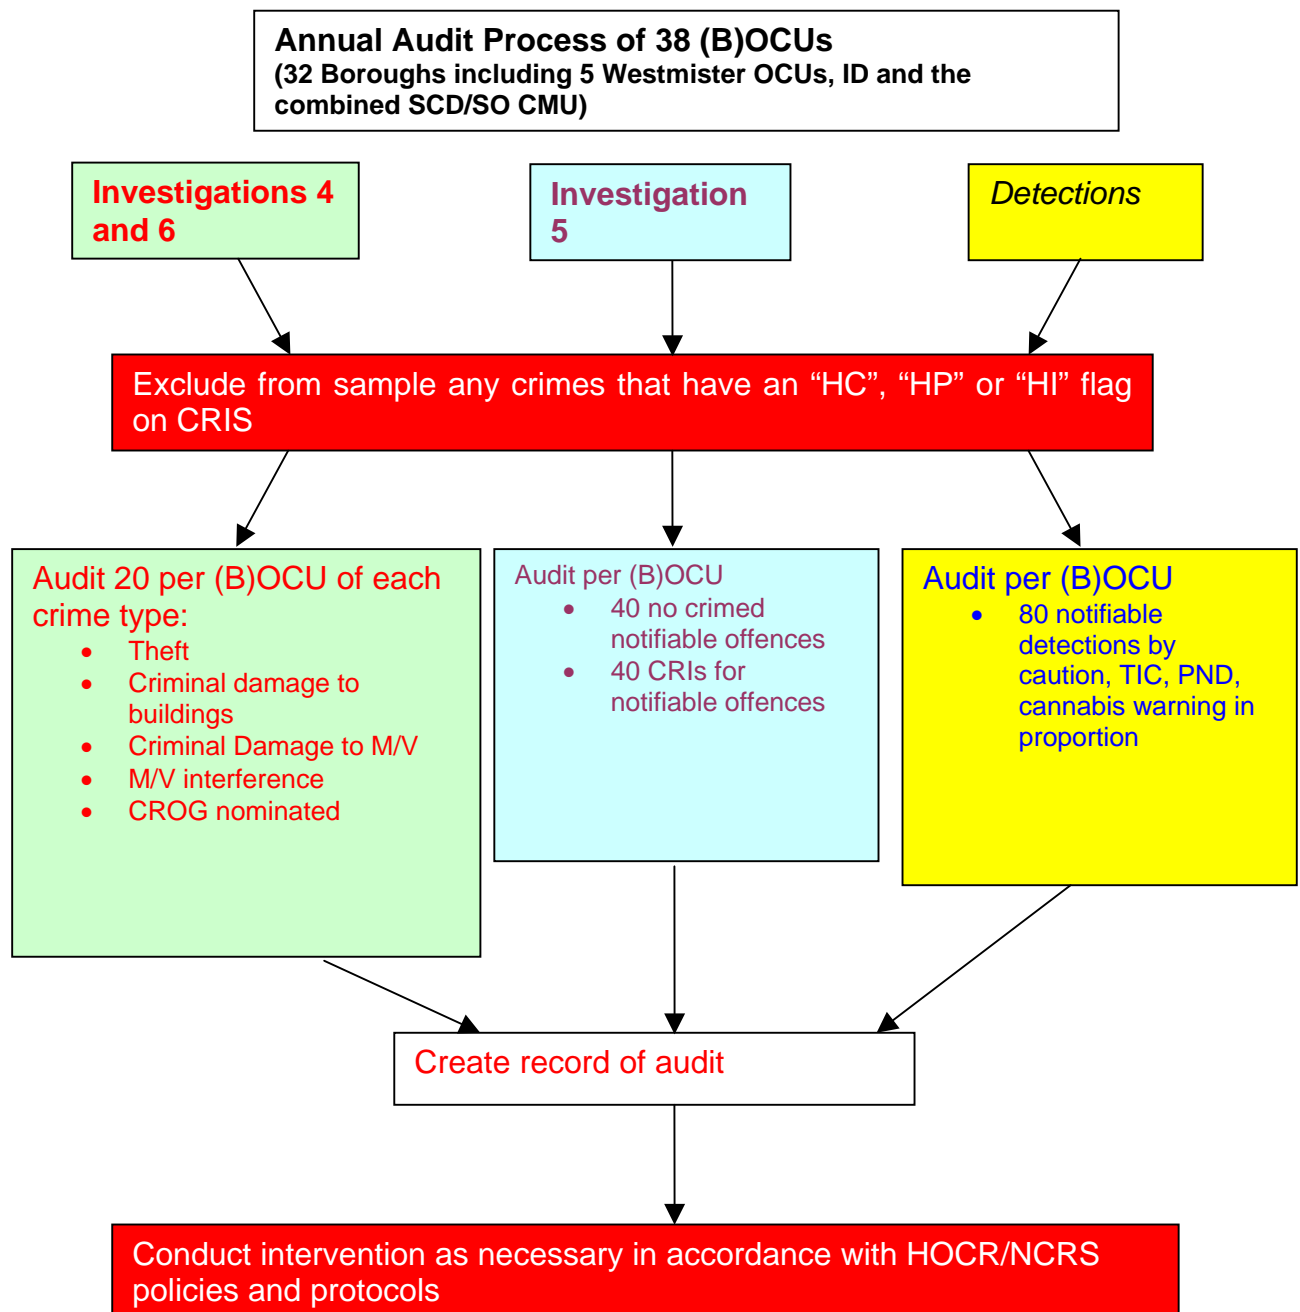 Annual Audit Process of 38 (B)OCUs
(32 Boroughs including 5 Westmister OCUs, ID and the
combined SCD/SO CMU)
Investigations 4
and 6
Investigation
5
Detections
Exclude from sample any crimes that have an “HC”, “HP” or “HI” flag
on CRIS
Audit 20 per (B)OCU of each
crime type:
• Theft
• Criminal damage to
buildings
• Criminal Damage to M/V
• M/V interference
• CROG nominated
Audit per (B)OCU
• 40 no crimed
notifiable offences
• 40 CRIs for
notifiable offences
Audit per (B)OCU
• 80 notifiable
detections by
caution, TIC, PND,
cannabis warning in
proportion
Create record of audit
Conduct intervention as necessary in accordance with HOCR/NCRS
policies and protocols